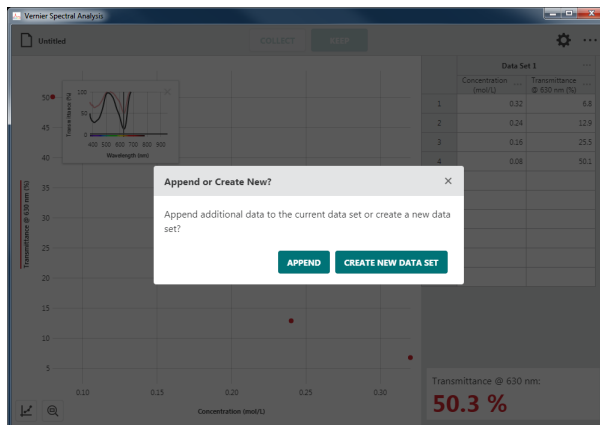 Vernier Spectral Analysis
Untitled
COLLECT
KEEP
...
Data Set 1 ...
Concentration (mol/L) ...
Transmittance @ 630 nm (%) ...
1 0.32 6.8
2 0.24 12.9
3 0.16 25.5
4 0.08 50.1
Transmittance (%)
100
50
0
400 500 600 700 800 900
Wavelength (nm)
Append or Create New? ×
Append additional data to the current data set or create a new data
set?
APPEND
CREATE NEW DATA SET
Transmittance @ 630 nm (%)
50
45
40
35
30
25
20
15
10
5
0.10 0.15 0.20 0.25 0.30
Concentration (mol/L)
Transmittance @ 630 nm:
50.3 %